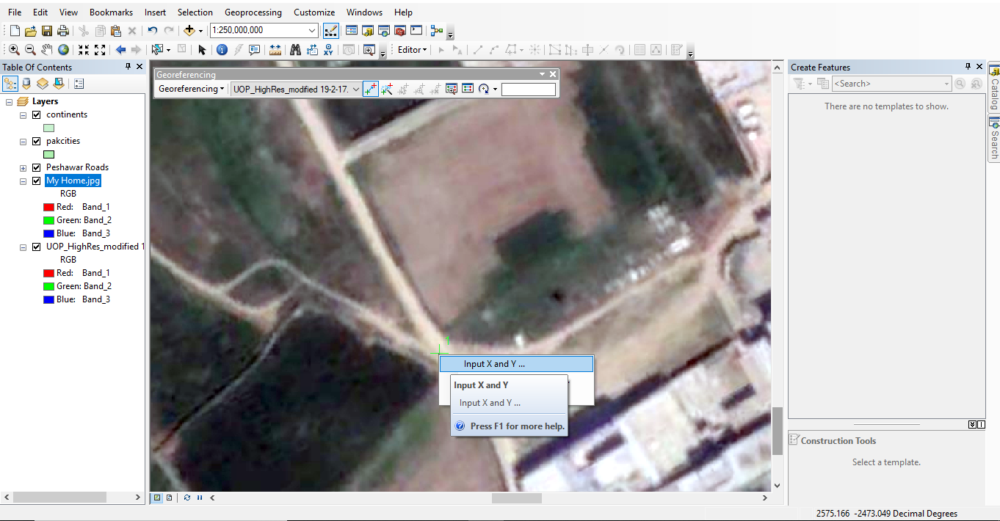 File Edit View Bookmarks Insert Selection Geoprocessing Customize Windows Help
1:250,000,000
Editor
Table Of Contents
Layers
continents
pakcities
Peshawar Roads
My Home.jpg
RGB
Red: Band_1
Green: Band_2
Blue: Band_3
UOP_HighRes_modified 1
RGB
Red: Band_1
Green: Band_2
Blue: Band_3
Georeferencing
Georeferencing UOP_HighRes_modified 19-2-17.
Input X and Y ...
Input X and Y
Input X and Y ...
Press F1 for more help.
Create Features
<Search>
There are no templates to show.
Construction Tools
Select a template.
Catalog
Search
2575.166 -2473.049 Decimal Degrees